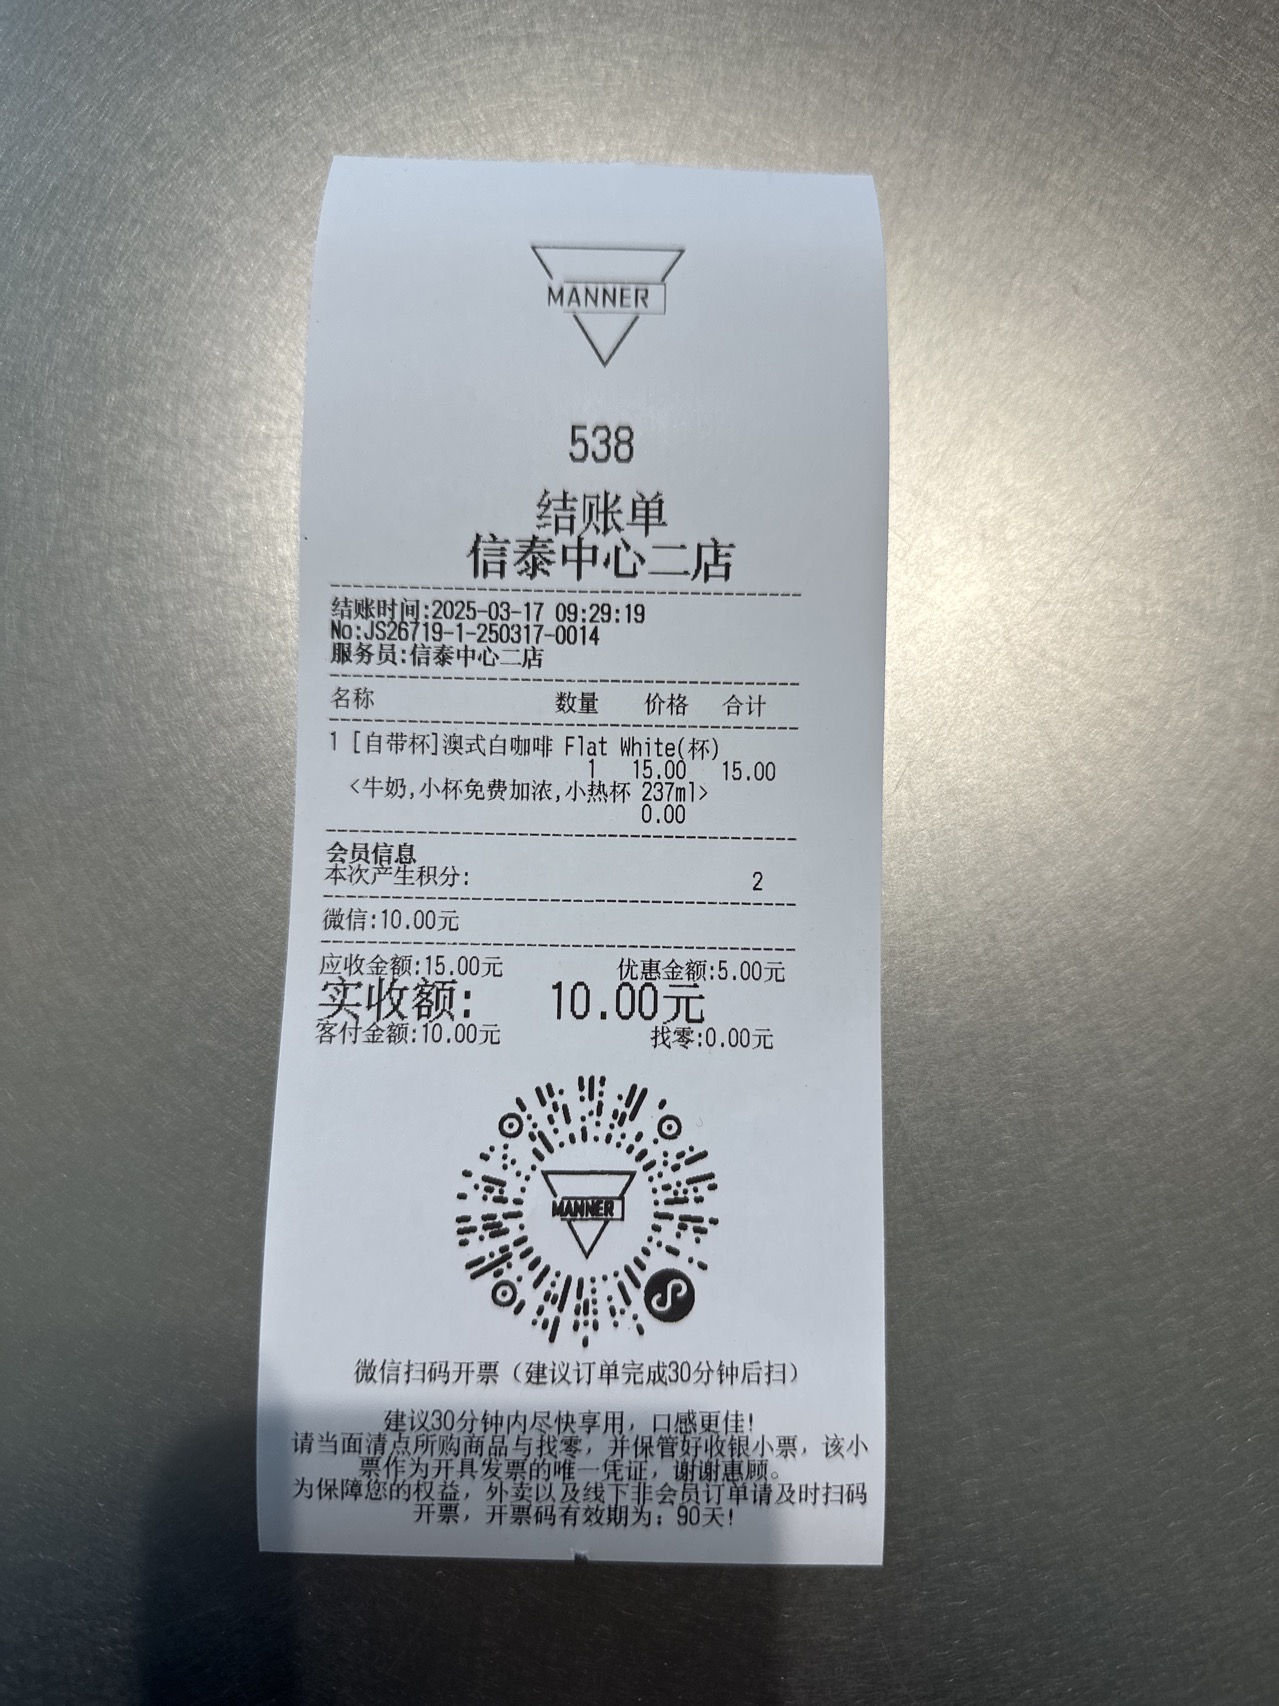 MANNER
538
结账单
信泰中心二店
结账时间:2025-03-17 09:29:19
No:JS26719-1-250317-0014
服务员:信泰中心二店
名称 数量 价格 合计
1 [自带杯]澳式白咖啡 Flat White(杯)
1 15.00 15.00
<牛奶,小杯免费加浓,小热杯 237ml>
0.00
会员信息
本次产生积分: 2
微信:10.00元
应收金额:15.00元 优惠金额:5.00元
实收额: 10.00元
客付金额:10.00元 找零:0.00元
MANNER
微信扫码开票（建议订单完成30分钟后扫）
建议30分钟内尽快享用，口感更佳!
请当面清点所购商品与找零，并保管好收银小票，该小
票作为开具发票的唯一凭证，谢谢惠顾。
为保障您的权益，外卖以及线下非会员订单请及时扫码
开票，开票码有效期为：90天!